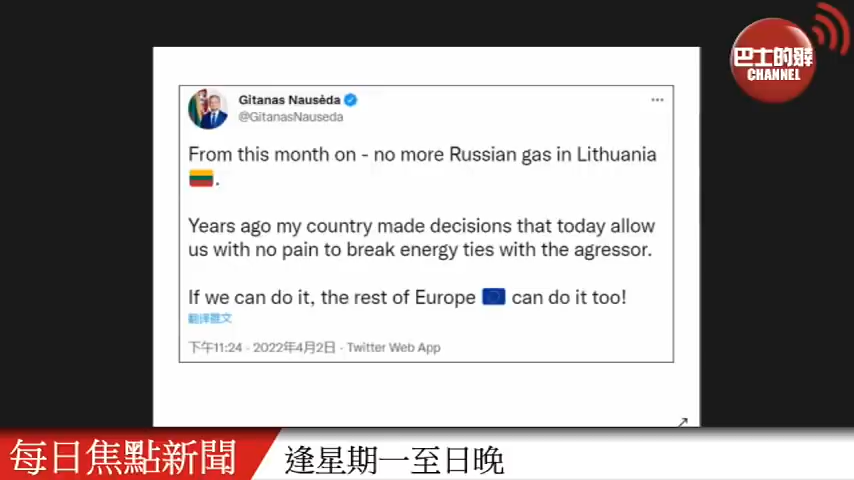 巴士的報
CHANNEL
Gitanas Nausėda
@GitanasNauseda
From this month on - no more Russian gas in Lithuania
.
Years ago my country made decisions that today allow
us with no pain to break energy ties with the agressor.
If we can do it, the rest of Europe can do it too!
翻譯推文
下午11:24 · 2022年4月2日 · Twitter Web App
每日焦點新聞
逢星期一至日晚